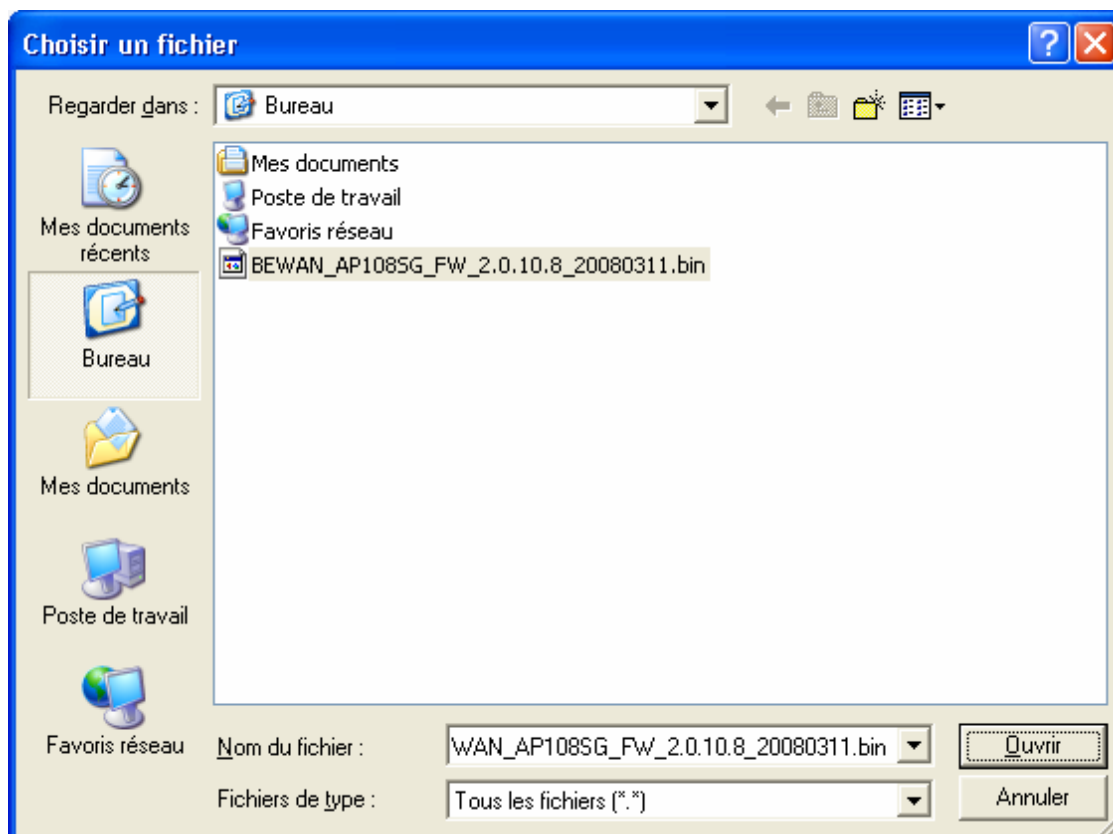 Choisir un fichier
Regarder dans :
Bureau
Mes documents récents
Bureau
Mes documents
Poste de travail
Favoris réseau
Mes documents
Poste de travail
Favoris réseau
BEWAN_AP108SG_FW_2.0.10.8_20080311.bin
Nom du fichier :
WAN_AP108SG_FW_2.0.10.8_20080311.bin
Ouvrir
Fichiers de type :
Tous les fichiers (*.*)
Annuler